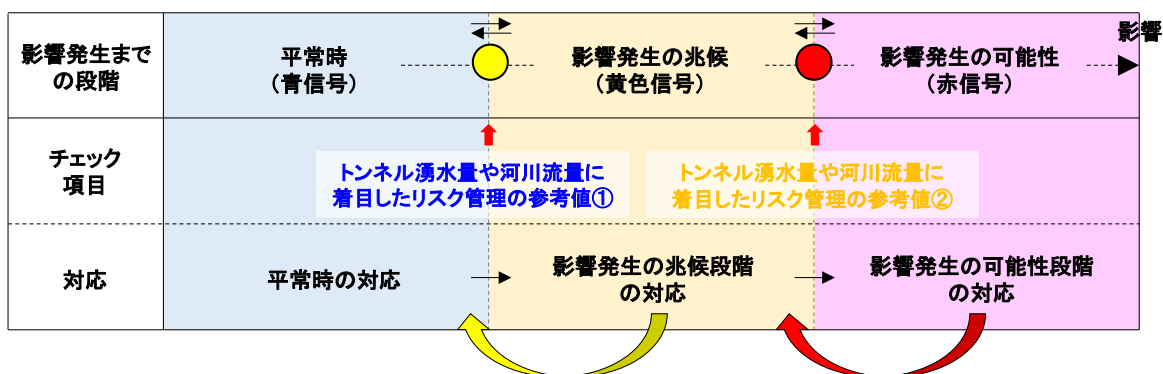 影響発生まで
の段階
平常時
（青信号）
影響発生の兆候
（黄色信号）
影響発生の可能性
（赤信号）
影響
チェック
項目
トンネル湧水量や河川流量に
着目したリスク管理の参考値①
トンネル湧水量や河川流量に
着目したリスク管理の参考値②
対応
平常時の対応
影響発生の兆候段階
の対応
影響発生の可能性段階
の対応